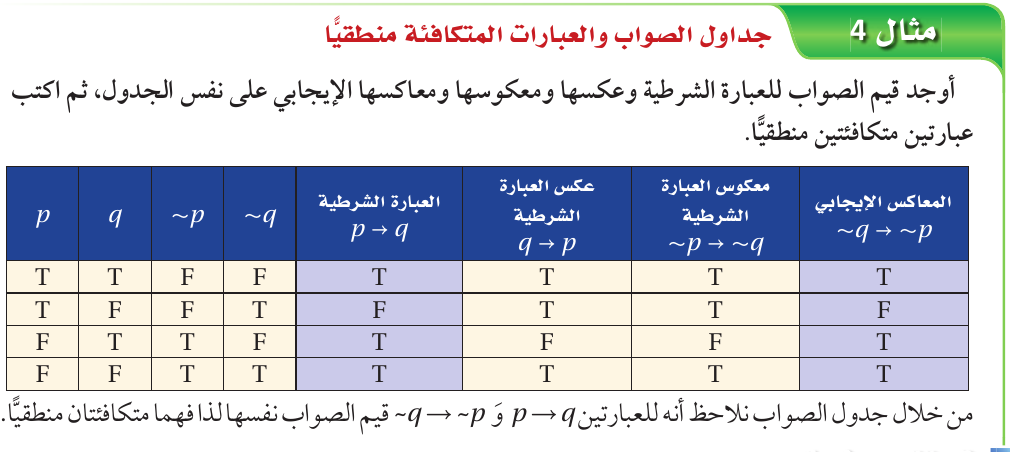 مثال 4
جداول الصواب والعبارات المتكافئة منطقيًّا
أوجد قيم الصواب للعبارة الشرطية وعكسها ومعكوسها ومعاكسها الإيجابي على نفس الجدول، ثم اكتب
عبارتين متكافئتين منطقيًّا.
p q ~p ~q العبارة الشرطية p → q عكس العبارة الشرطية q → p معكوس العبارة الشرطية ~p → ~q المعاكس الإيجابي ~q → ~p
T T F F T T T T
T F F T F T T F
F T T F T F F T
F F T T T T T T
من خلال جدول الصواب نلاحظ أنه للعبارتين p → q وَ ~q → ~p قيم الصواب نفسها لذا فهما متكافئتان منطقيًّا.